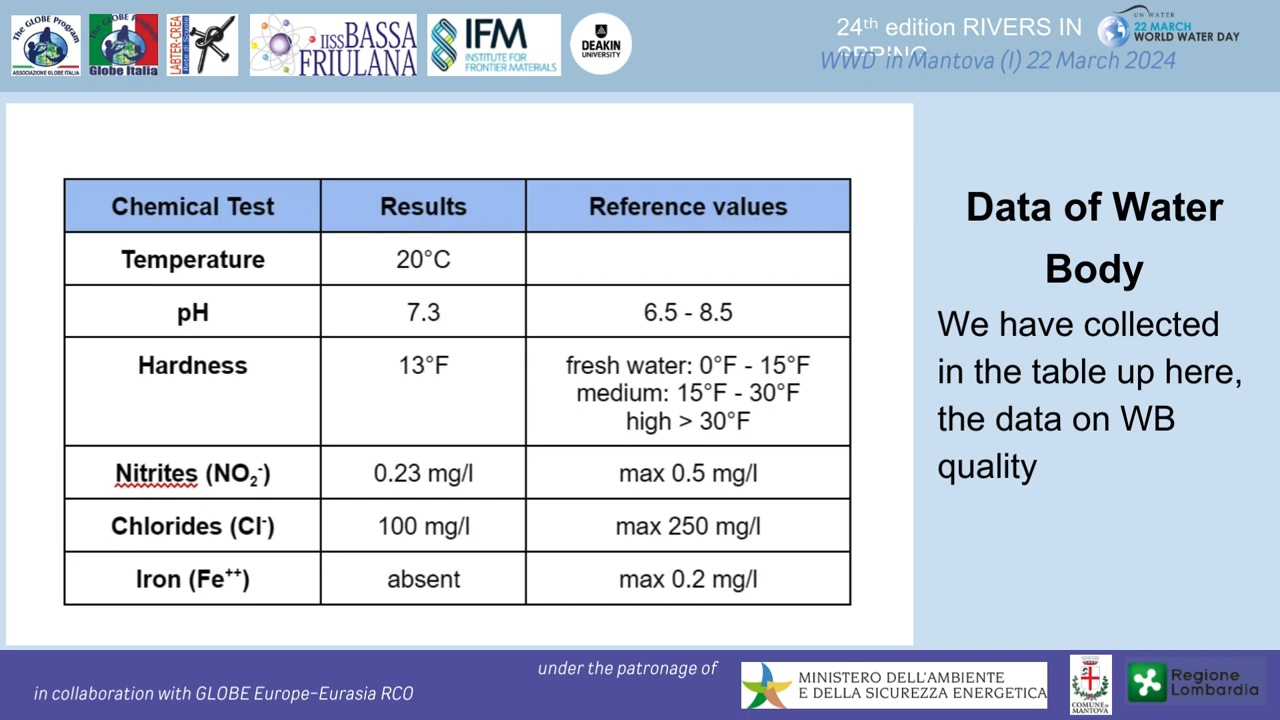 The GLOBE Program
ASSOCIAZIONE GLOBE ITALIA
Globe Italia
LABTER-CREA
Rete di Scuole
IISS BASSA
FRIULANA
IFM
INSTITUTE FOR
FRONTIER MATERIALS
DEAKIN
UNIVERSITY
24th edition RIVERS IN
SPRING
WWD in Mantova (I) 22 March 2024
UN WATER
22 MARCH
WORLD WATER DAY
Chemical Test Results Reference values
Temperature 20°C
pH 7.3 6.5 - 8.5
Hardness 13°F fresh water: 0°F - 15°F
medium: 15°F - 30°F
high > 30°F
Nitrites (NO₂⁻) 0.23 mg/l max 0.5 mg/l
Chlorides (Cl⁻) 100 mg/l max 250 mg/l
Iron (Fe⁺⁺) absent max 0.2 mg/l
Data of Water
Body
We have collected
in the table up here,
the data on WB
quality
under the patronage of
in collaboration with GLOBE Europe-Eurasia RCO
MINISTERO DELL'AMBIENTE
E DELLA SICUREZZA ENERGETICA
COMUNE DI
MANTOVA
Regione
Lombardia